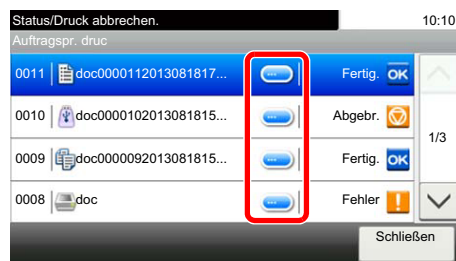 Status/Druck abbrechen. 10:10
Auftragspr. druc
0011 doc0000112013081817... Fertig. OK
0010 doc0000102013081815... Abgebr.
1/3
0009 doc0000092013081815... Fertig. OK
0008 doc Fehler
Schließen